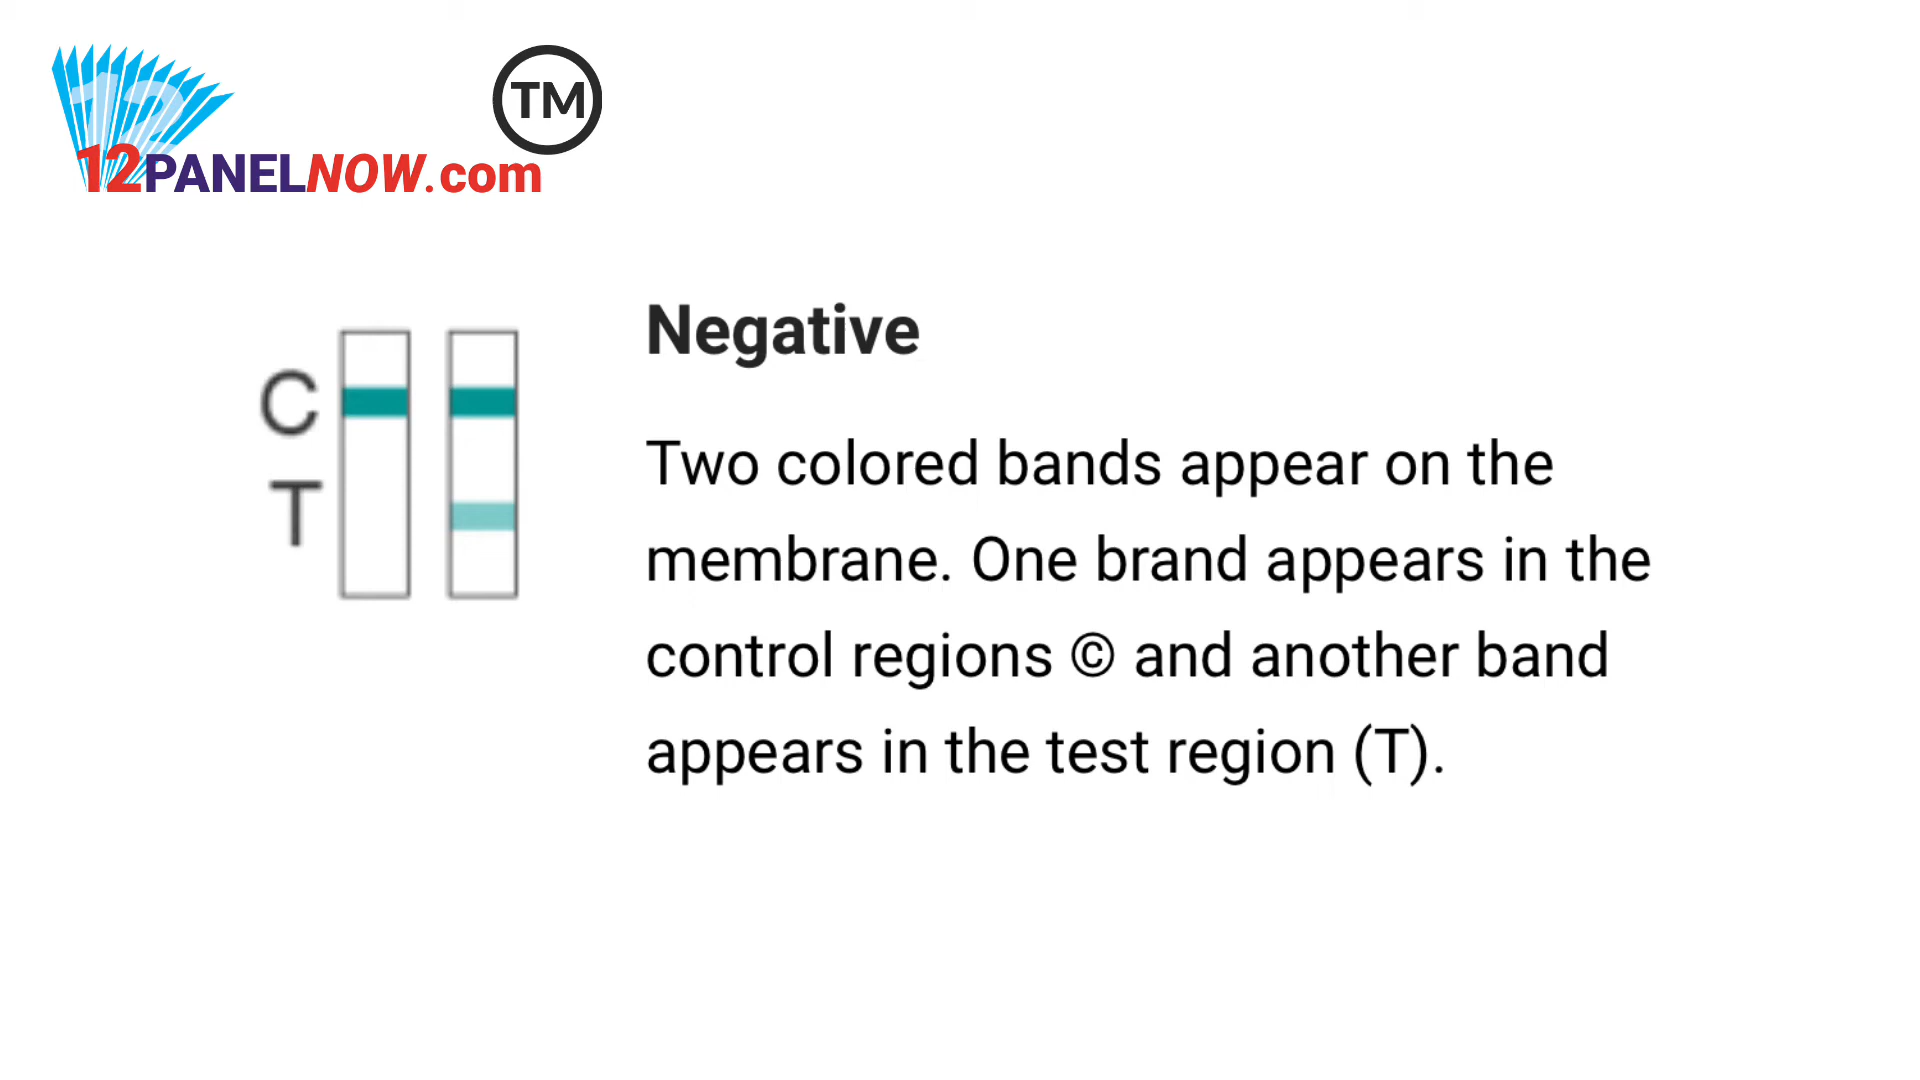 12
TM
12PANELNOW.com
Negative
C
T
Two colored bands appear on the
membrane. One brand appears in the
control regions © and another band
appears in the test region (T).